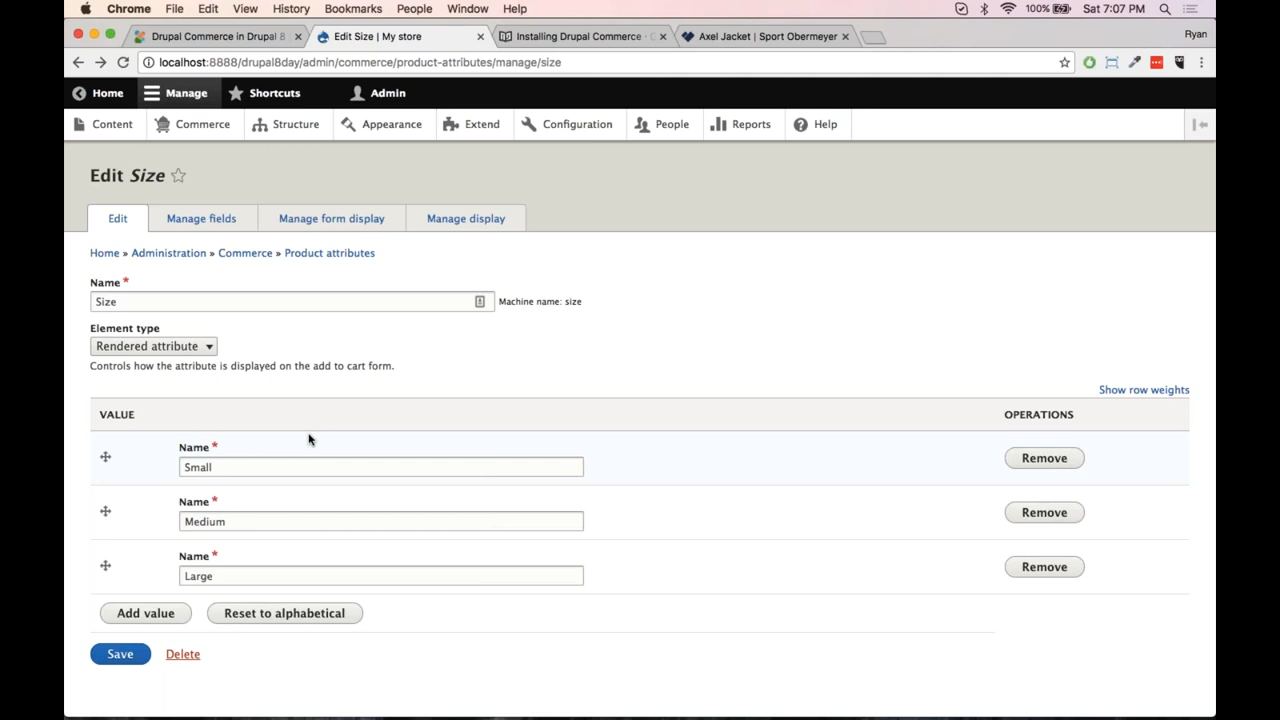 Chrome File Edit View History Bookmarks People Window Help 100% Sat 7:07 PM
Drupal Commerce in Drupal 8 Edit Size | My store Installing Drupal Commerce · Axel Jacket | Sport Obermeyer Ryan
localhost:8888/drupal8day/admin/commerce/product-attributes/manage/size
Home Manage Shortcuts Admin
Content Commerce Structure Appearance Extend Configuration People Reports Help
Edit Size
Edit Manage fields Manage form display Manage display
Home » Administration » Commerce » Product attributes
Name *
Size Machine name: size
Element type
Rendered attribute
Controls how the attribute is displayed on the add to cart form.
Show row weights
VALUE OPERATIONS
Name *
Small Remove
Name *
Medium Remove
Name *
Large Remove
Add value Reset to alphabetical
Save Delete